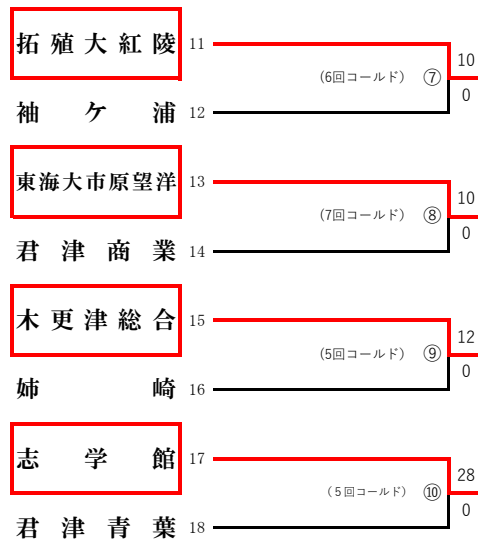 拓殖大紅陵 11
10
(6回コールド) ⑦
0
袖ケ浦 12
東海大市原望洋 13
10
(7回コールド) ⑧
0
君津商業 14
木更津総合 15
12
(5回コールド) ⑨
0
姉崎 16
志学館 17
28
(5回コールド) ⑩
0
君津青葉 18